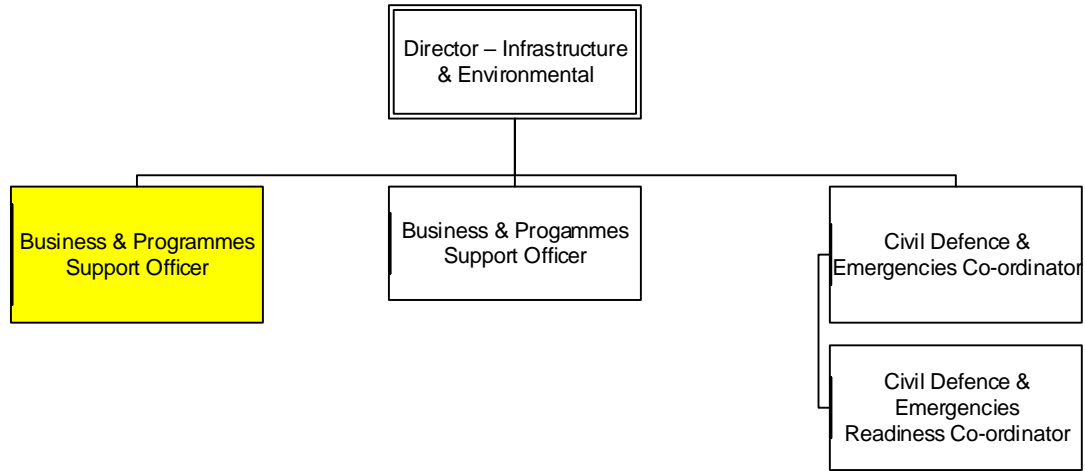 Director – Infrastructure
& Environmental
Business & Programmes
Support Officer
Business & Progammes
Support Officer
Civil Defence &
Emergencies Co-ordinator
Civil Defence &
Emergencies
Readiness Co-ordinator